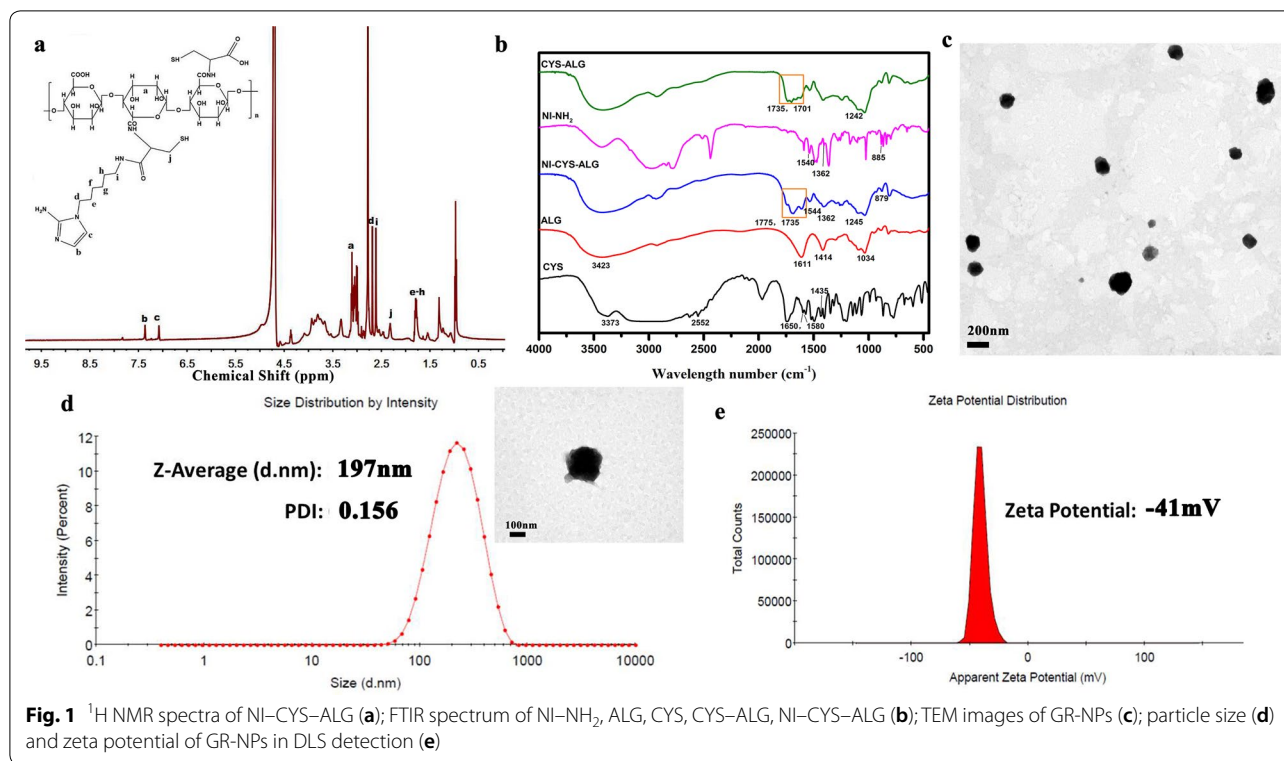 a
COOH
SH
O
OH
NH
CONH
COOH
CO
NH
SH
j
HN
O
h
i
f
g
d
e
H₂N
N
N
c
b
n
b
c
a
d i
j
e-h
9.5 8.5 7.5 6.5 5.5 4.5 3.5 2.5 1.5 0.5
Chemical Shift (ppm)
b
CYS-ALG
1735, 1701
1242
NI-NH₂
1540
1362
885
NI-CYS-ALG
1775, 1735
1544
1362
1245
879
ALG
3423
1611
1414
1034
CYS
3373
2552
1650,
1580
1435
4000 3500 3000 2500 2000 1500 1000 500
Wavelength number (cm⁻¹)
c
200nm
d
Size Distribution by Intensity
Z-Average (d.nm): 197nm
PDI: 0.156
Intensity (Percent)
12
10
8
6
4
2
0
0.1 1 10 100 1000 10000
Size (d.nm)
100nm
e
Zeta Potential Distribution
Zeta Potential: -41mV
Total Counts
250000
200000
150000
100000
50000
0
-100 0 100
Apparent Zeta Potential (mV)
Fig. 1 ¹H NMR spectra of NI–CYS–ALG (a); FTIR spectrum of NI–NH₂, ALG, CYS, CYS–ALG, NI–CYS–ALG (b); TEM images of GR-NPs (c); particle size (d)
and zeta potential of GR-NPs in DLS detection (e)